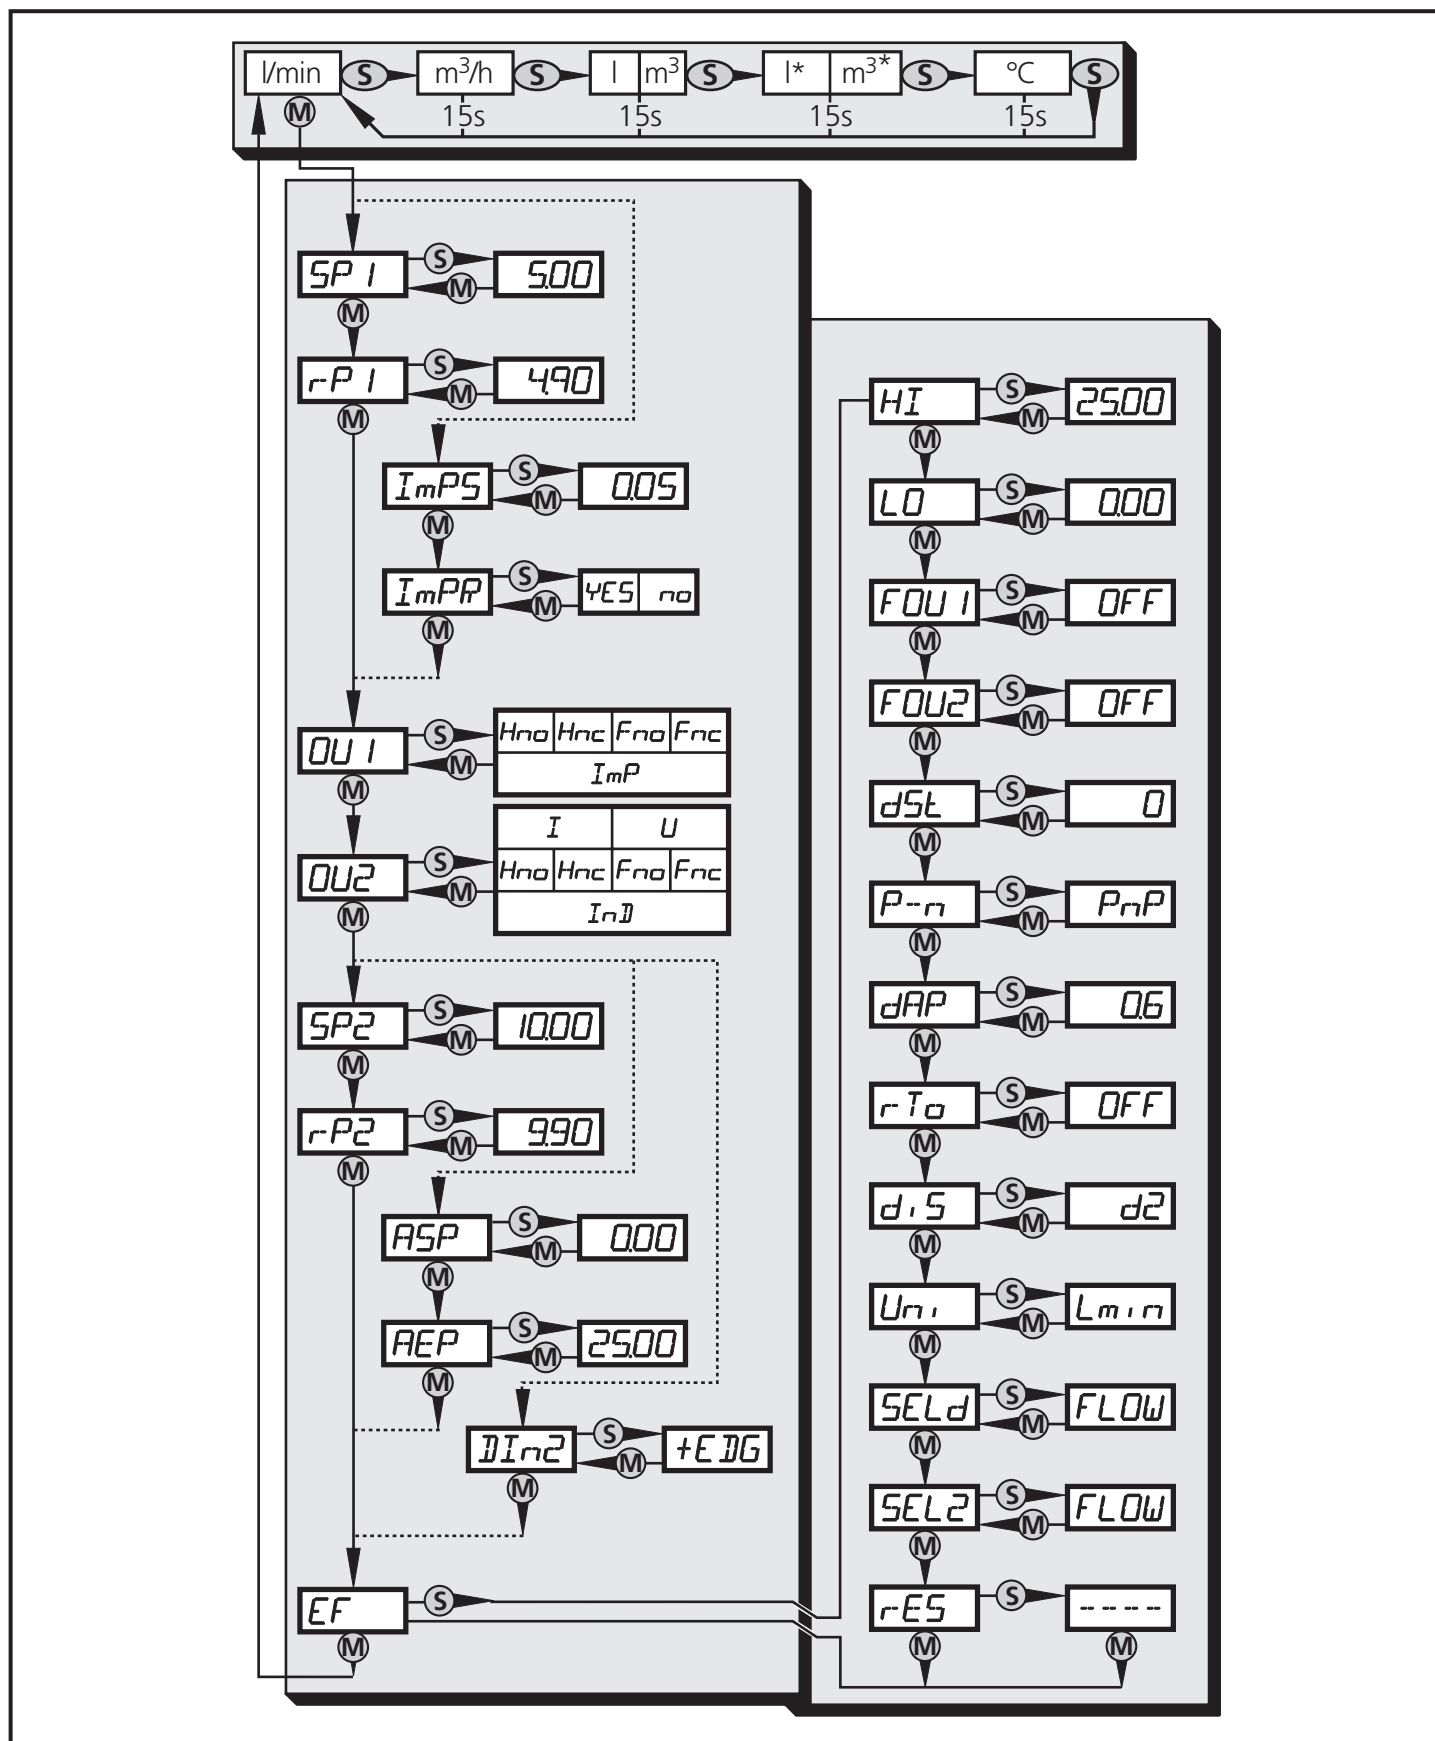 l/min S m³/h S l m³ S l* m³* S °C S
M 15s 15s 15s 15s
SP1 S 5.00
M
M
rP1 S 4.90
M
M
ImPS S 0.05
M
M
ImPR S YES no
M
M
OU1 S Hno Hnc Fno Fnc
M ImP
M
I U
OU2 S Hno Hnc Fno Fnc
M InD
M
SP2 S 10.00
M
M
rP2 S 9.90
M
M
ASP S 0.00
M
M
AEP S 25.00
M
M
DIn2 S +EDG
M
M
EF S
M
HI S 25.00
M
M
LO S 0.00
M
M
FOU1 S OFF
M
M
FOU2 S OFF
M
M
dSt S 0
M
M
P-n S PnP
M
M
dAP S 0.6
M
M
rTo S OFF
M
M
diS S d2
M
M
Uni S Lmin
M
M
SELd S FLOW
M
M
SEL2 S FLOW
M
M
rES S ----
M M